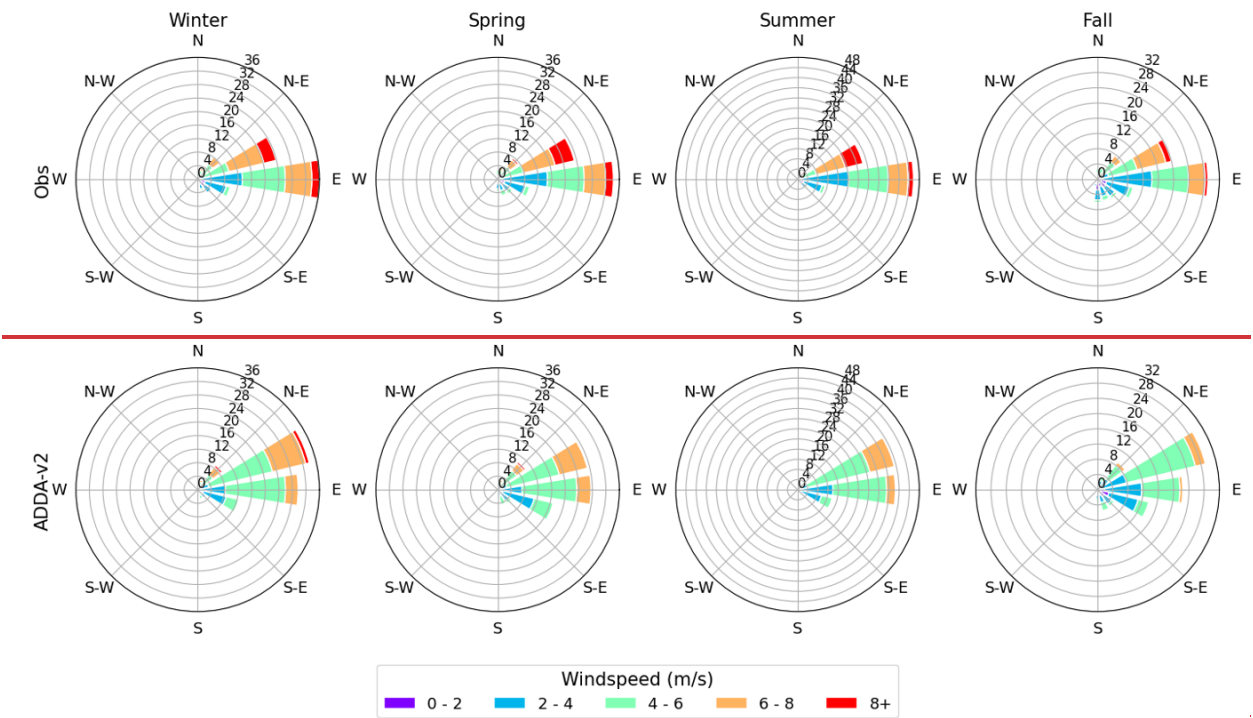 Winter Spring Summer Fall
N N N N
36 36 48 32
32 32 44 28
28 28 40 24
24 24 36 20
20 20 32 16
16 16 28 12
12 12 24 8
8 8 20 4
4 4 16 0
0 0 12
8
4
0
N-W N-E N-W N-E N-W N-E N-W N-E
Obs
W E W E W E W E
S-W S-E S-W S-E S-W S-E S-W S-E
S S S S
N N N N
36 36 48 32
32 32 44 28
28 28 40 24
24 24 36 20
20 20 32 16
16 16 28 12
12 12 24 8
8 8 20 4
4 4 16 0
0 0 12
8
4
0
N-W N-E N-W N-E N-W N-E N-W N-E
ADDA-v2
W E W E W E W E
S-W S-E S-W S-E S-W S-E S-W S-E
S S S S
Windspeed (m/s)
0 - 2 2 - 4 4 - 6 6 - 8 8+